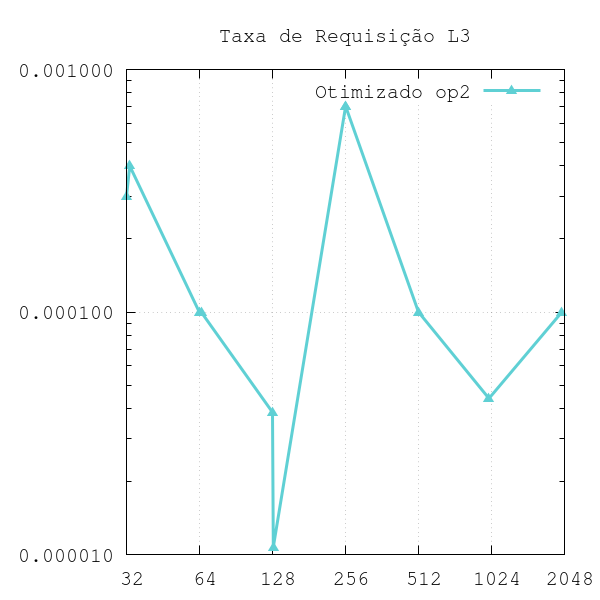 Taxa de Requisição L3
0.001000
Otimizado op2
0.000100
0.000010
32 64 128 256 512 1024 2048